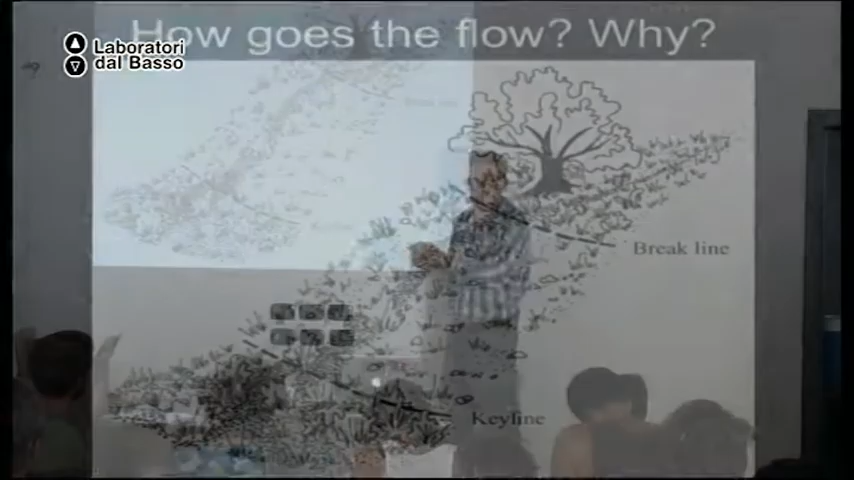 How goes the flow? Why?
Laboratori
dal Basso
Break line
Keyline